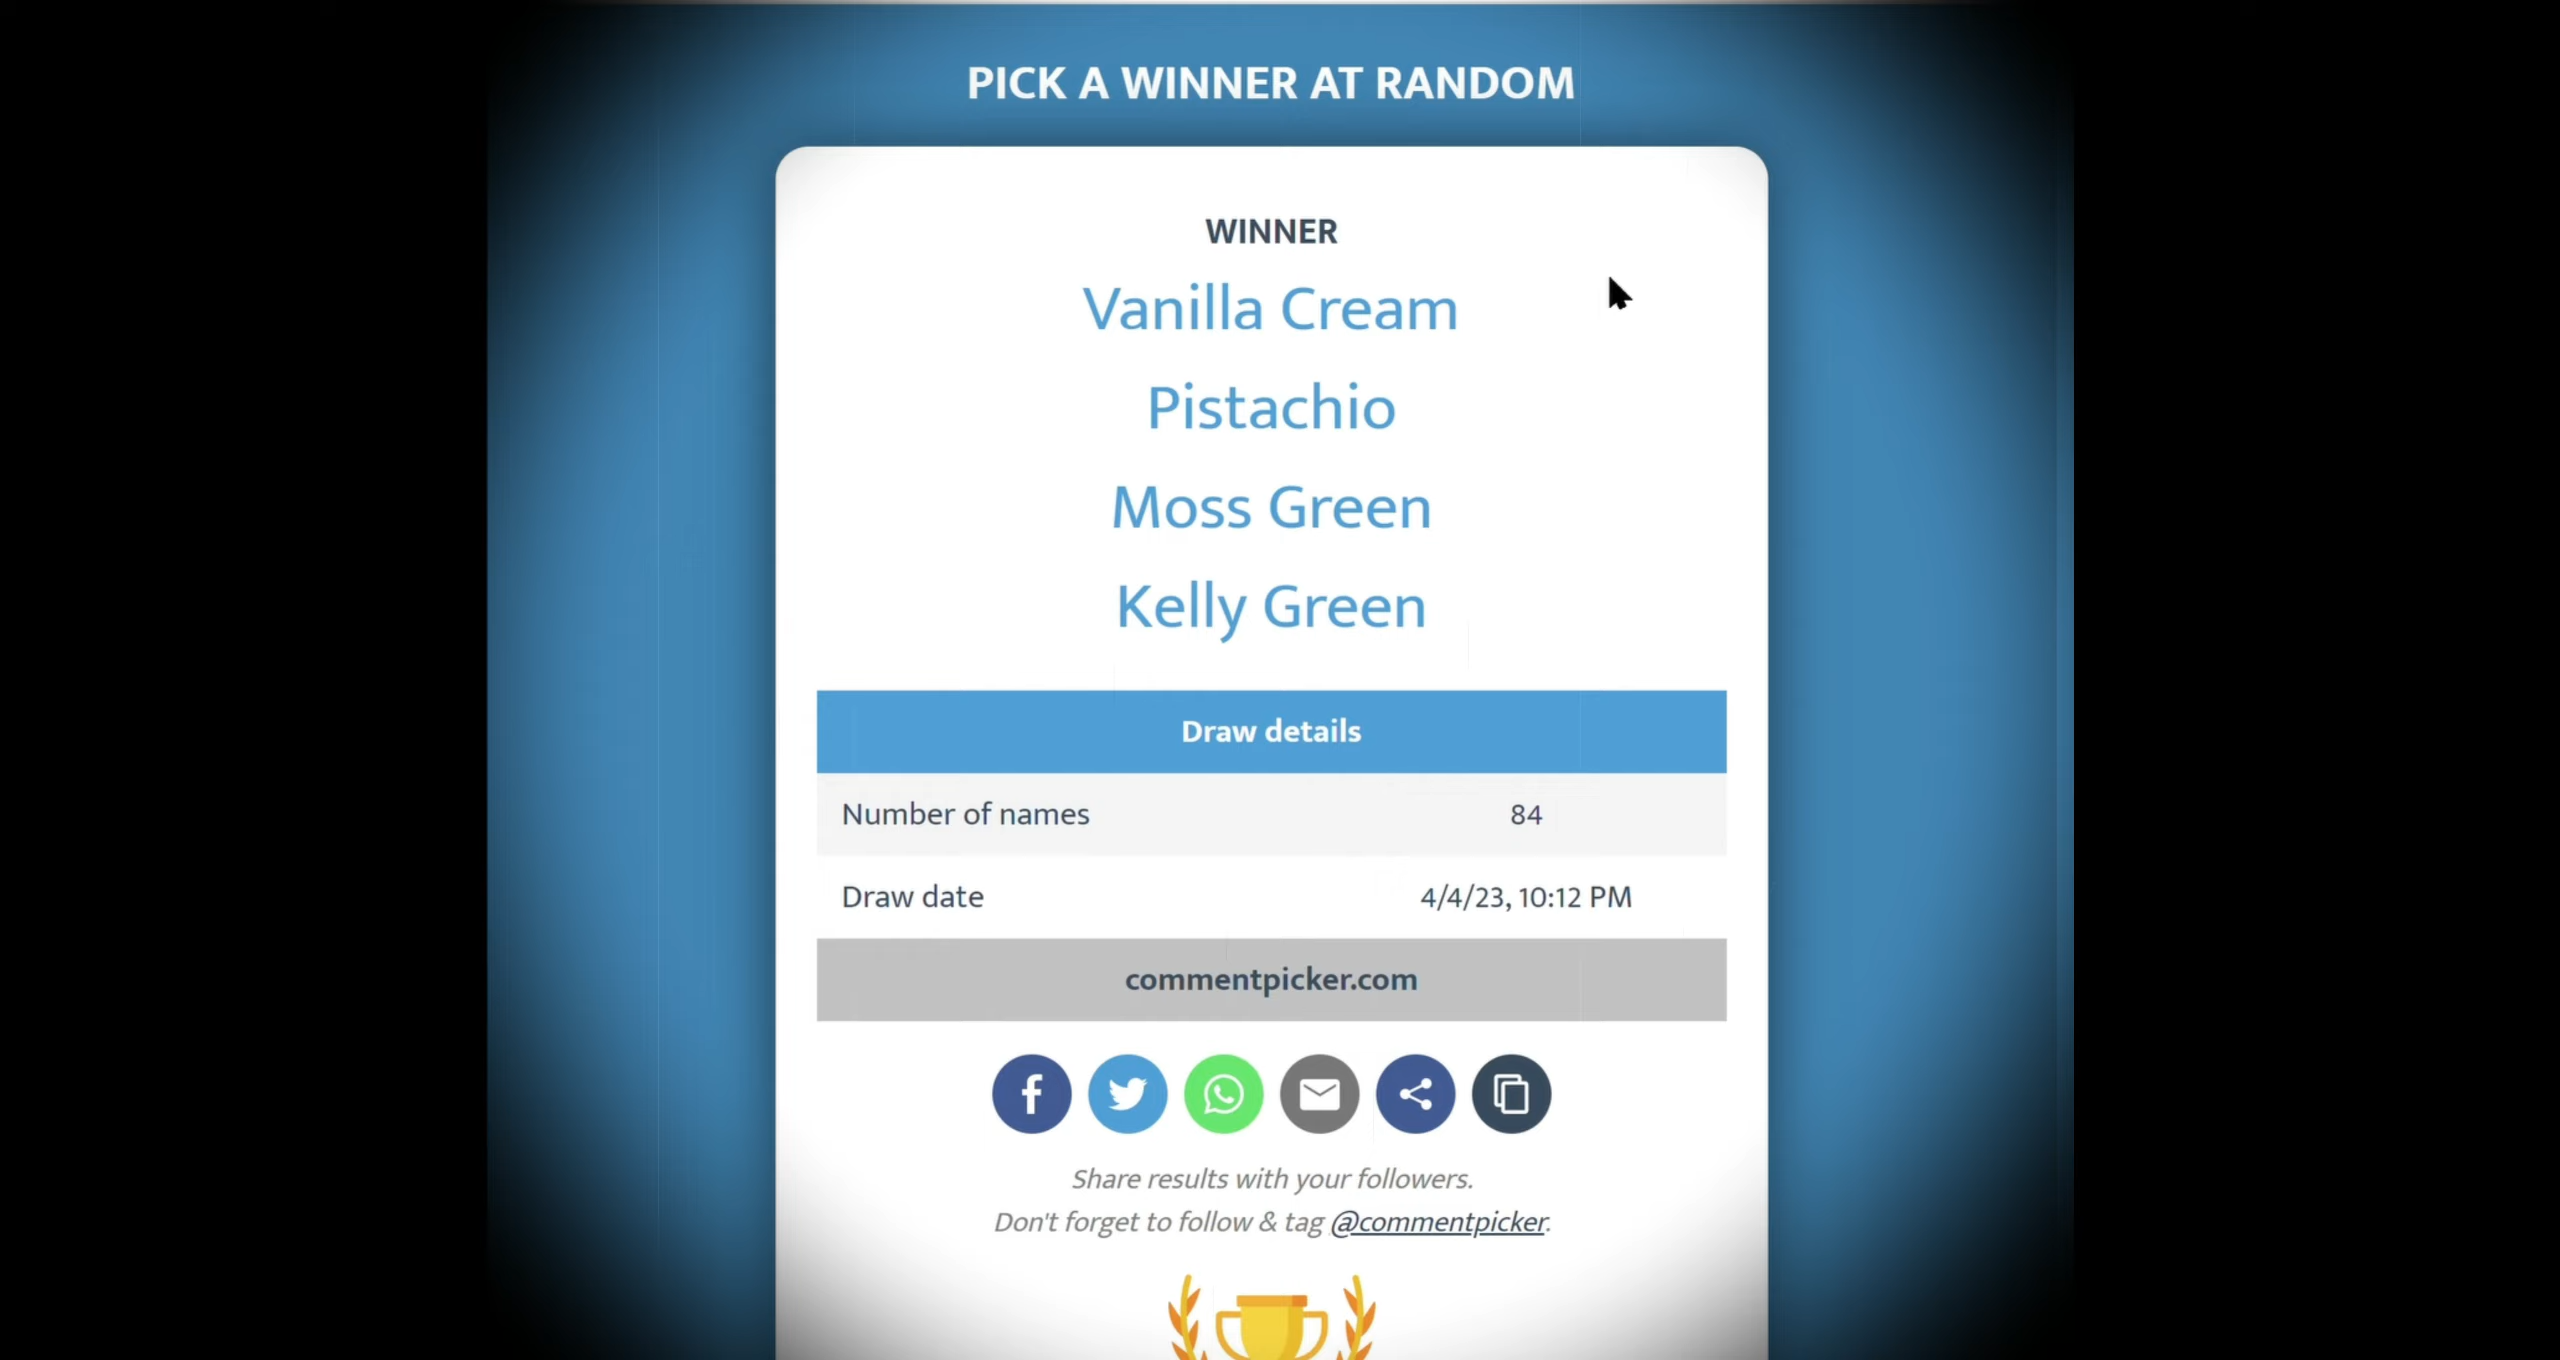 PICK A WINNER AT RANDOM
WINNER
Vanilla Cream
Pistachio
Moss Green
Kelly Green
Draw details
Number of names 84
Draw date 4/4/23, 10:12 PM
commentpicker.com
Share results with your followers.
Don't forget to follow & tag @commentpicker.